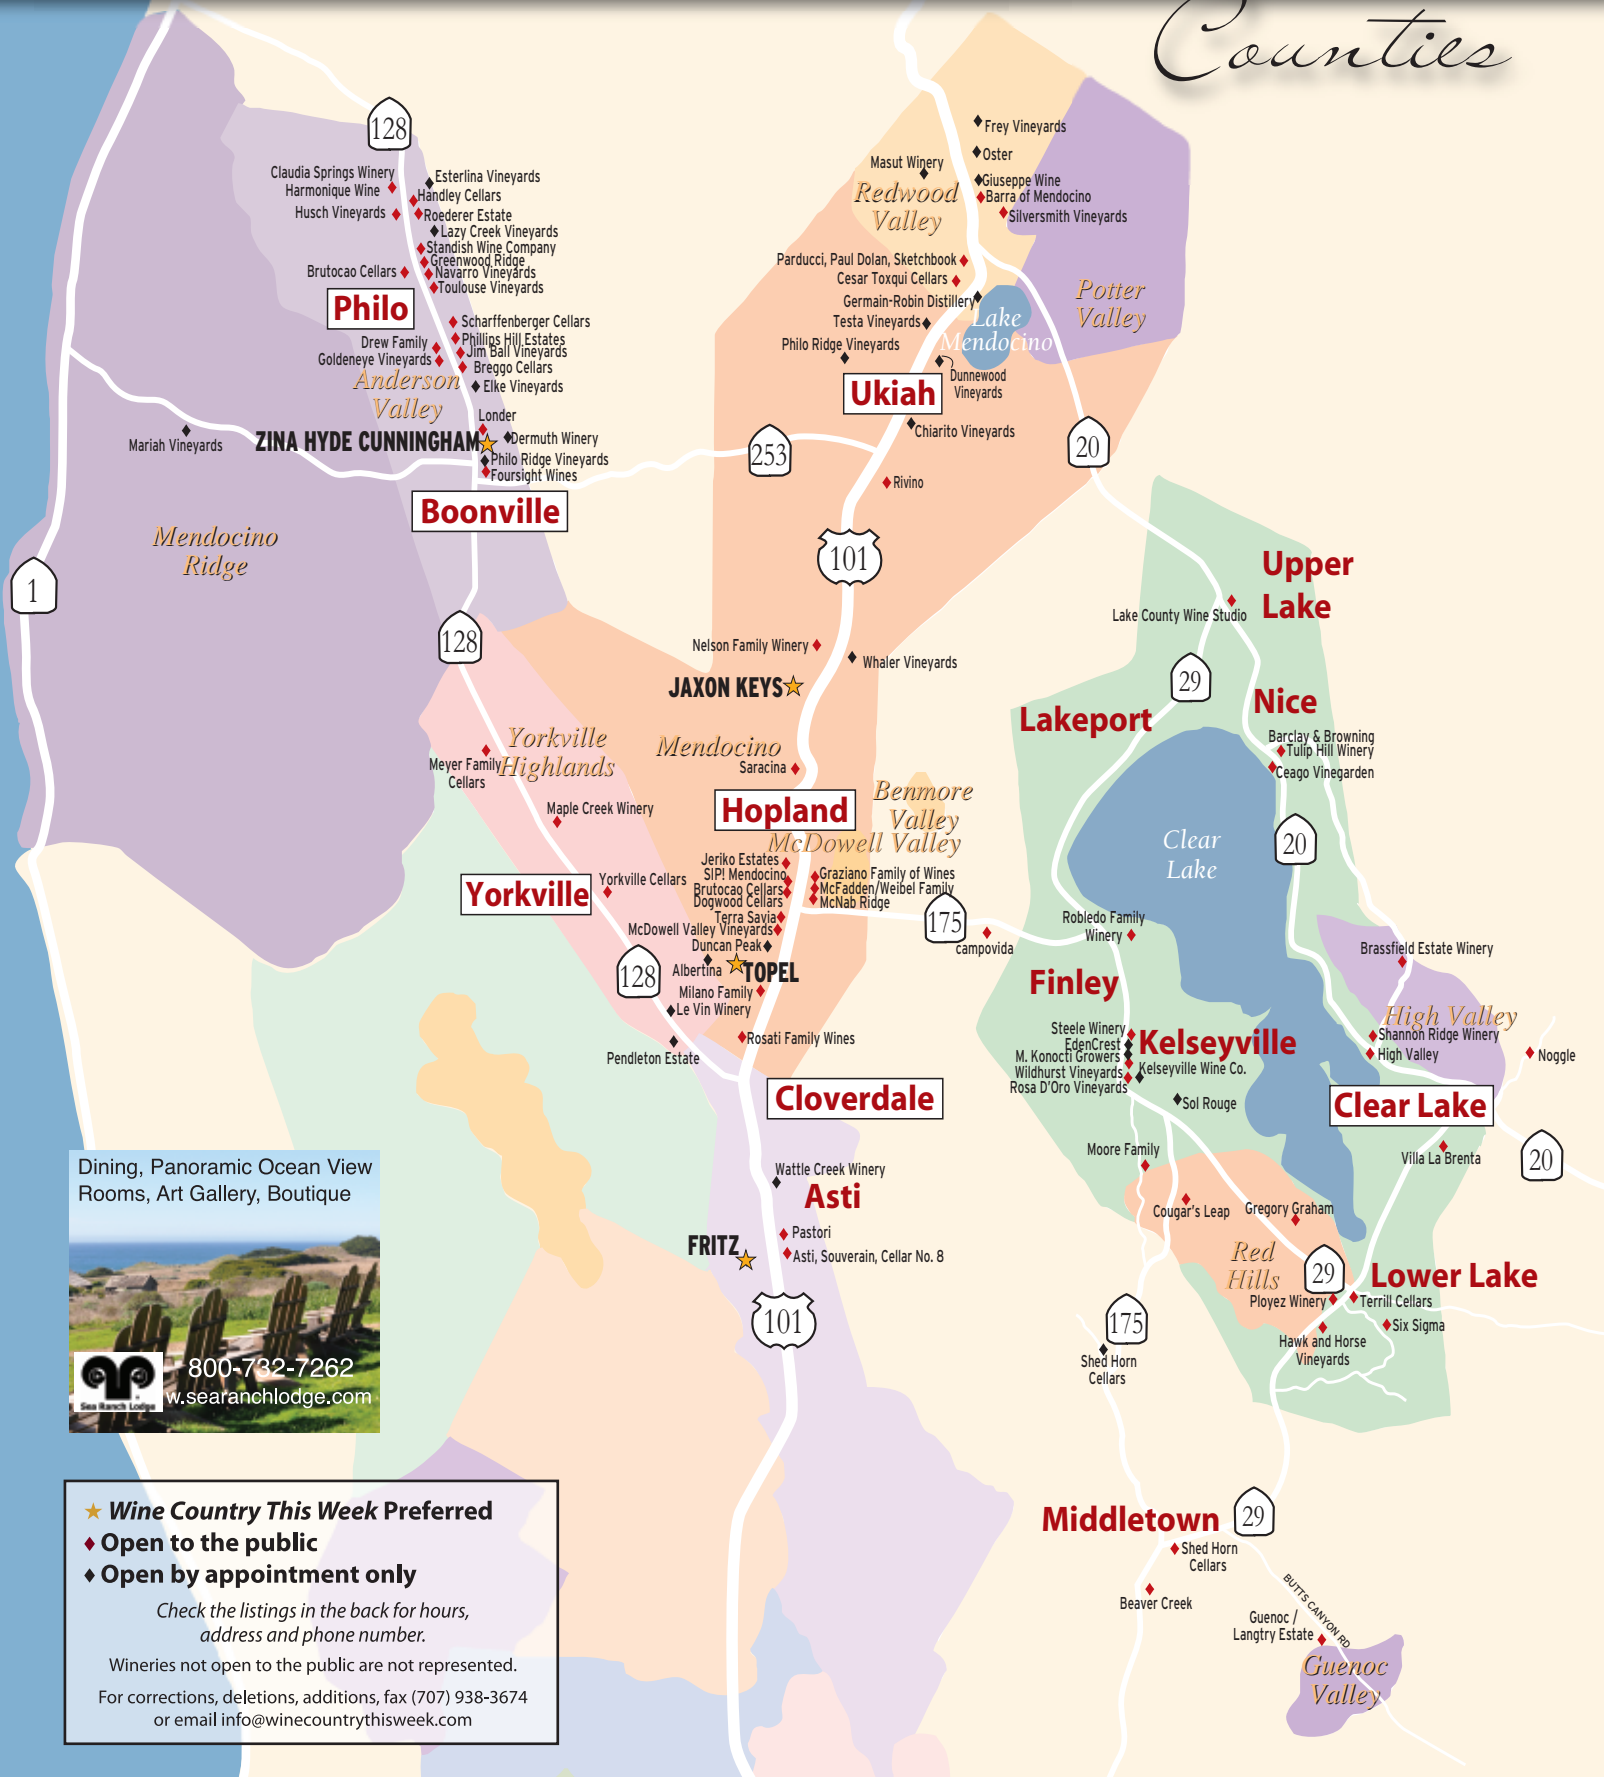 Counties
128
Claudia Springs Winery
Harmonique Wine
Husch Vineyards
Esterlina Vineyards
Handley Cellars
Roederer Estate
Lazy Creek Vineyards
Standish Wine Company
Greenwood Ridge
Brutocao Cellars
Navarro Vineyards
Toulouse Vineyards
Philo
Scharffenberger Cellars
Phillips Hill Estates
Drew Family
Jim Ball Vineyards
Goldeneye Vineyards
Breggo Cellars
Anderson
Valley
Elke Vineyards
Londer
ZINA HYDE CUNNINGHAM
Dermuth Winery
Mariah Vineyards
Philo Ridge Vineyards
Foursight Wines
Boonville
Mendocino
Ridge
1
128
Frey Vineyards
Oster
Masut Winery
Giuseppe Wine
Redwood
Valley
Barra of Mendocino
Silversmith Vineyards
Parducci, Paul Dolan, Sketchbook
Cesar Toxqui Cellars
Germain-Robin Distillery
Testa Vineyards
Lake
Mendocino
Potter
Valley
Philo Ridge Vineyards
Dunnewood
Vineyards
Ukiah
Chiarito Vineyards
253
20
Rivino
101
Upper
Lake
Lake County Wine Studio
Nelson Family Winery
Whaler Vineyards
JAXON KEYS
29
Lakeport
Nice
Yorkville
Highlands
Meyer Family
Cellars
Mendocino
Saracina
Barclay & Browning
Tulip Hill Winery
Ceago Vinegarden
Maple Creek Winery
Hopland
Benmore
Valley
McDowell Valley
Clear
Lake
20
Jeriko Estates
SIP! Mendocino
Brutocao Cellars
Dogwood Cellars
Terra Savia
McDowell Valley Vineyards
Duncan Peak
Graziano Family of Wines
McFadden/Weibel Family
McNab Ridge
Yorkville
Yorkville Cellars
175
campovida
Robledo Family
Winery
Brassfield Estate Winery
128
Albertina
TOPEL
Milano Family
Le Vin Winery
Finley
Rosati Family Wines
Pendleton Estate
High Valley
Shannon Ridge Winery
High Valley
Noggle
Steele Winery
EdenCrest
M. Konocti Growers
Wildhurst Vineyards
Rosa D'Oro Vineyards
Kelseyville
Kelseyville Wine Co.
Sol Rouge
Cloverdale
Clear Lake
20
Villa La Brenta
Moore Family
Wattle Creek Winery
Asti
Cougar's Leap
Gregory Graham
Pastori
FRITZ
Asti, Souverain, Cellar No. 8
Red
Hills
29
Lower Lake
Ployez Winery
Terrill Cellars
Six Sigma
Hawk and Horse
Vineyards
101
175
Shed Horn
Cellars
Dining, Panoramic Ocean View
Rooms, Art Gallery, Boutique
800-732-7262
w.searanchlodge.com
Sea Ranch Lodge
Middletown
29
Shed Horn
Cellars
Beaver Creek
BUTTS CANYON RD
Guenoc /
Langtry Estate
Guenoc
Valley
Wine Country This Week Preferred
Open to the public
Open by appointment only
Check the listings in the back for hours,
address and phone number.
Wineries not open to the public are not represented.
For corrections, deletions, additions, fax (707) 938-3674
or email info@winecountrythisweek.com